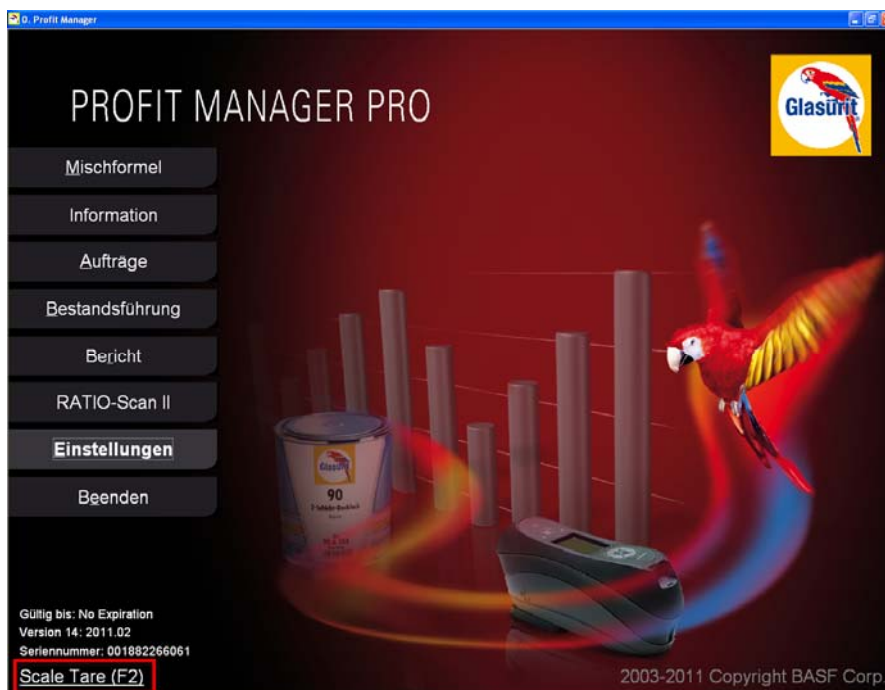 0. Profit Manager
PROFIT MANAGER PRO
Glasurit
Mischformel
Information
Aufträge
Bestandsführung
Bericht
RATIO-Scan II
Einstellungen
Beenden
Glasurit
90
Gültig bis: No Expiration
Version 14: 2011.02
Seriennummer: 001882266061
Scale Tare (F2)
2003-2011 Copyright BASF Corp